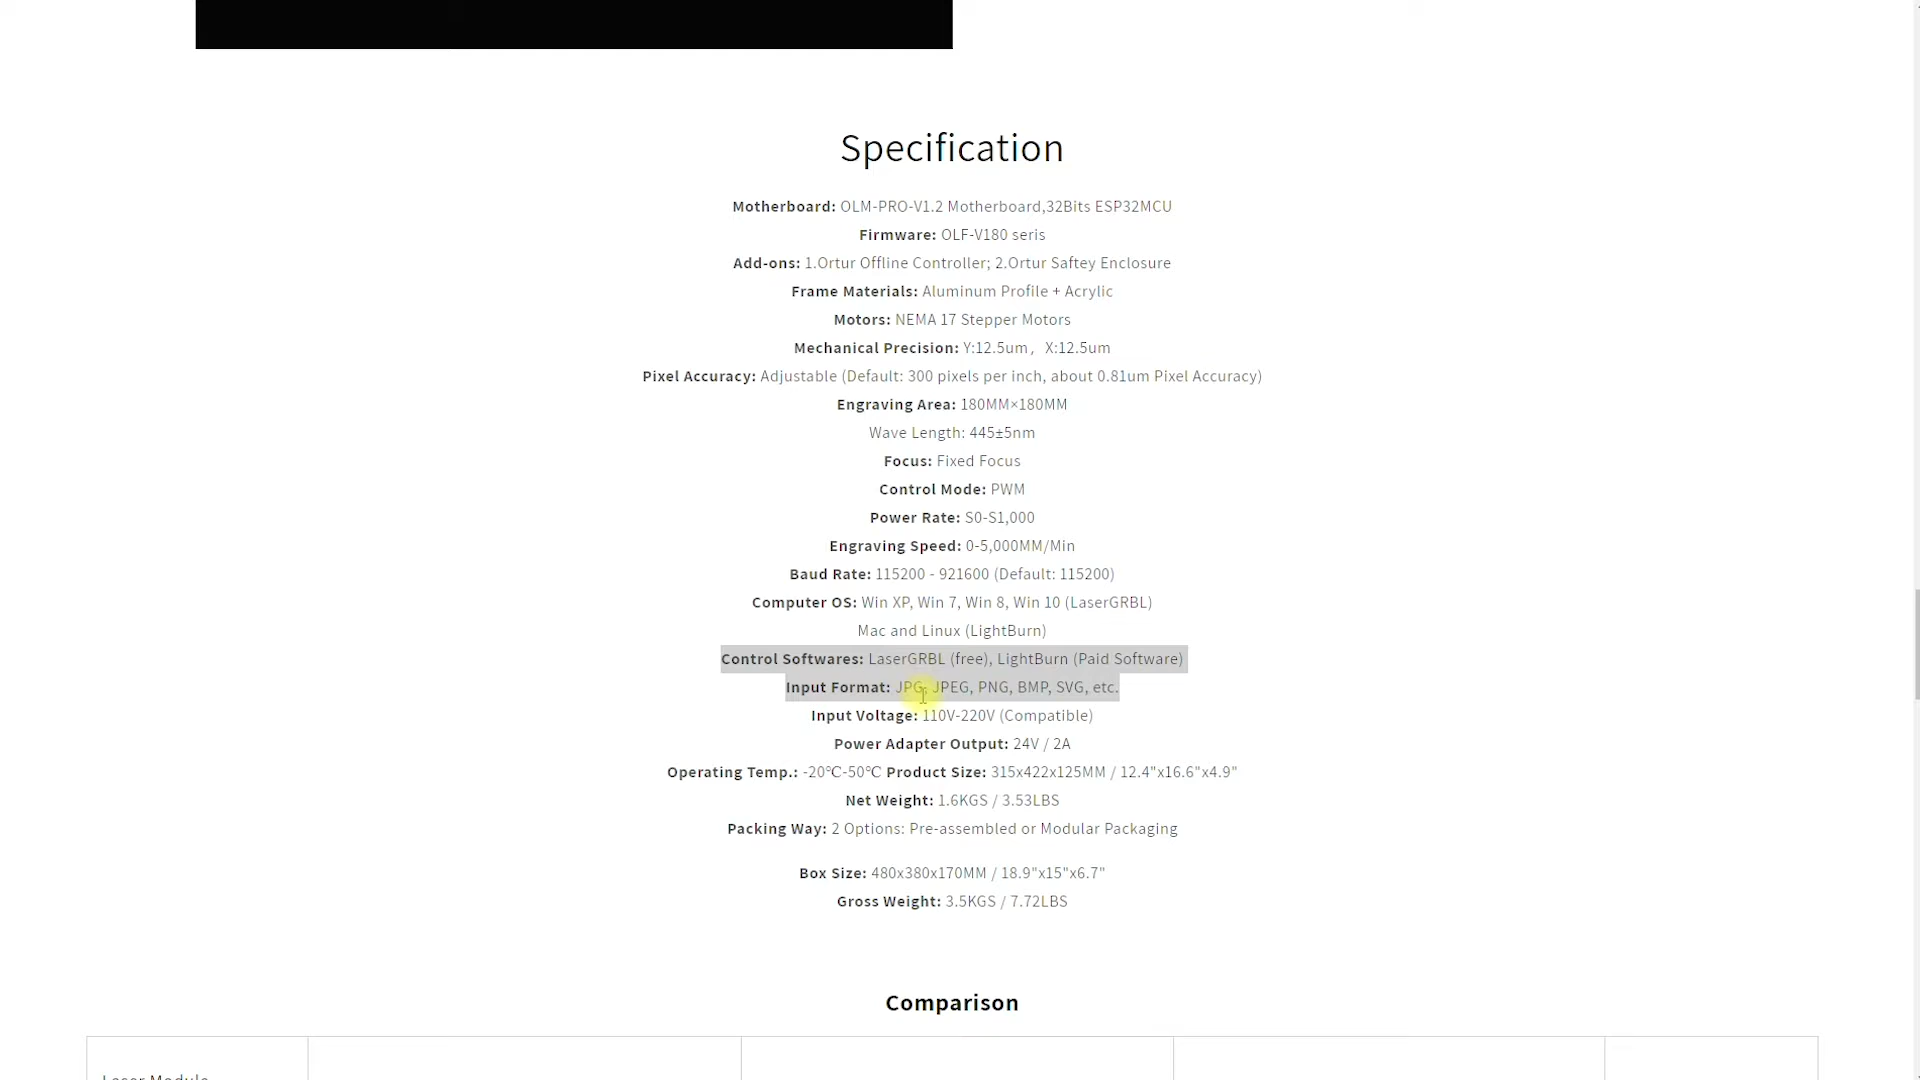 Specification
Motherboard: OLM-PRO-V1.2 Motherboard,32Bits ESP32MCU
Firmware: OLF-V180 seris
Add-ons: 1.Ortur Offline Controller; 2.Ortur Saftey Enclosure
Frame Materials: Aluminum Profile + Acrylic
Motors: NEMA 17 Stepper Motors
Mechanical Precision: Y:12.5um，X:12.5um
Pixel Accuracy: Adjustable (Default: 300 pixels per inch, about 0.81um Pixel Accuracy)
Engraving Area: 180MM×180MM
Wave Length: 445±5nm
Focus: Fixed Focus
Control Mode: PWM
Power Rate: S0-S1,000
Engraving Speed: 0-5,000MM/Min
Baud Rate: 115200 - 921600 (Default: 115200)
Computer OS: Win XP, Win 7, Win 8, Win 10 (LaserGRBL)
Mac and Linux (LightBurn)
Control Softwares: LaserGRBL (free), LightBurn (Paid Software)
Input Format: JPG, JPEG, PNG, BMP, SVG, etc.
Input Voltage: 110V-220V (Compatible)
Power Adapter Output: 24V / 2A
Operating Temp.: -20℃-50℃ Product Size: 315x422x125MM / 12.4"x16.6"x4.9"
Net Weight: 1.6KGS / 3.53LBS
Packing Way: 2 Options: Pre-assembled or Modular Packaging
Box Size: 480x380x170MM / 18.9"x15"x6.7"
Gross Weight: 3.5KGS / 7.72LBS
Comparison
Laser Module